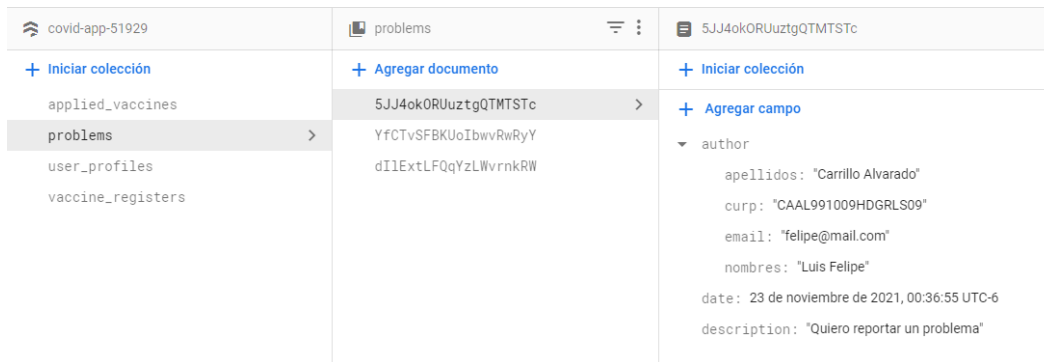 covid-app-51929
Iniciar colección
applied_vaccines
problems
user_profiles
vaccine_registers
problems
Agregar documento
5JJ4okORUuztgQTMTSTc
YfCTvSFBKUoIbwvRwRyY
dIlExtLFQqYzLWvrnkRW
5JJ4okORUuztgQTMTSTc
Iniciar colección
Agregar campo
author
apellidos: "Carrillo Alvarado"
curp: "CAAL991009HDGRLS09"
email: "felipe@mail.com"
nombres: "Luis Felipe"
date: 23 de noviembre de 2021, 00:36:55 UTC-6
description: "Quiero reportar un problema"